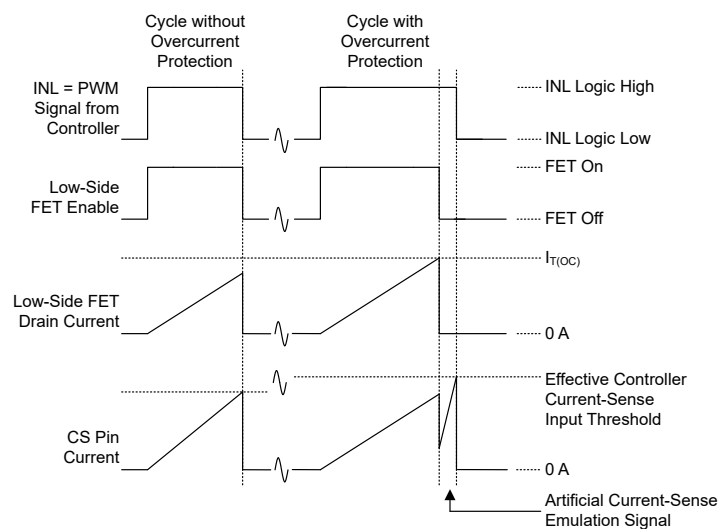 Cycle without
Overcurrent
Protection
Cycle with
Overcurrent
Protection
INL = PWM
Signal from
Controller
INL Logic High
INL Logic Low
Low-Side
FET Enable
FET On
FET Off
Low-Side FET
Drain Current
IT(OC)
0 A
CS Pin
Current
Effective Controller
Current-Sense
Input Threshold
0 A
Artificial Current-Sense
Emulation Signal